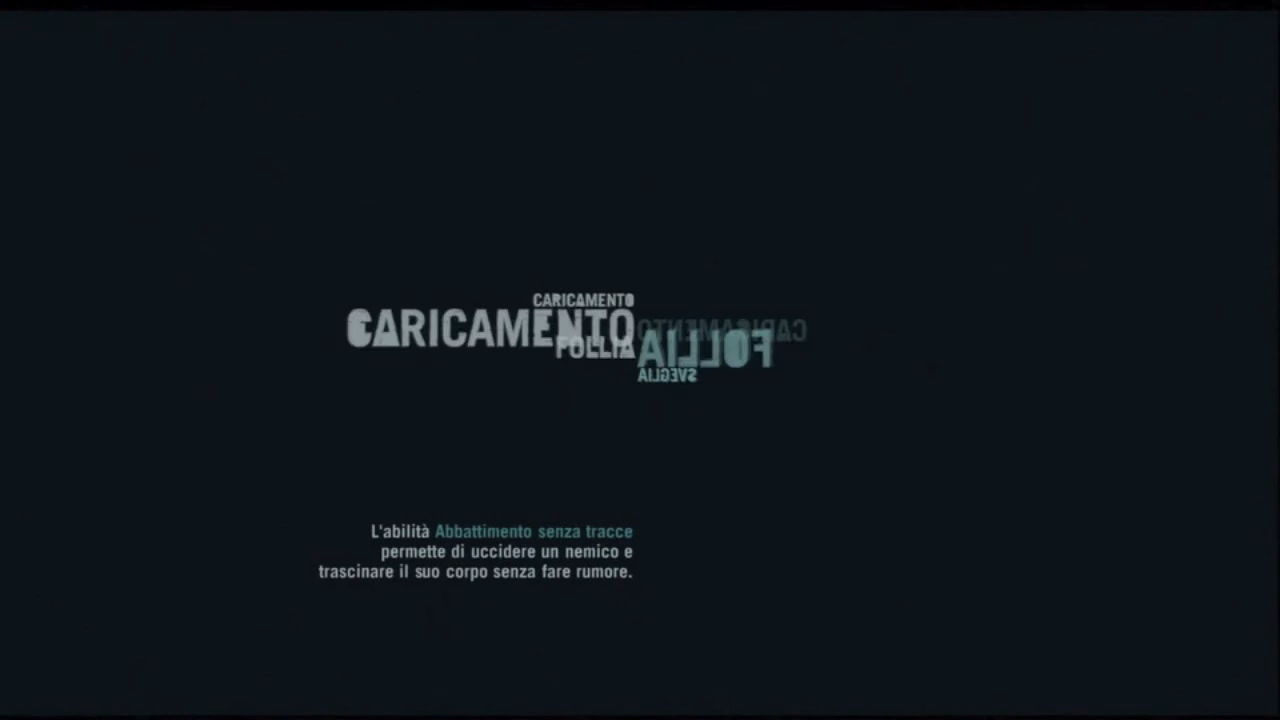 CARICAMENTO
CARICAMENTO
CARICAMENTO
FOLLIA
FOLLIA
SVEGLIA
L'abilità Abbattimento senza tracce
permette di uccidere un nemico e
trascinare il suo corpo senza fare rumore.